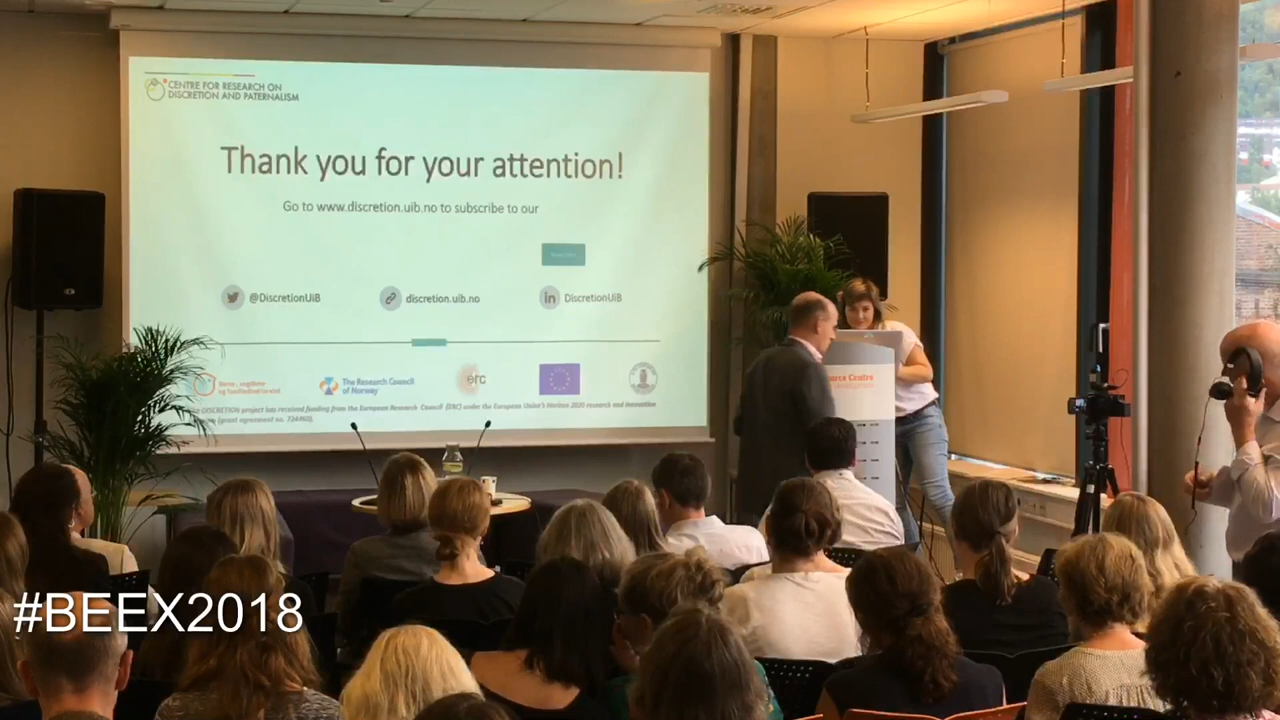 CENTRE FOR RESEARCH ON
DISCRETION AND PATERNALISM
Thank you for your attention!
Go to www.discretion.uib.no to subscribe to our
@DiscretionUiB
discretion.uib.no
DiscretionUiB
The Research Council
of Norway
erc
DISCRETION project has received funding from the European Research Council (ERC) under the European Union's Horizon 2020 research and innovation
(grant agreement no. 724460).
Centre
#BEEX2018